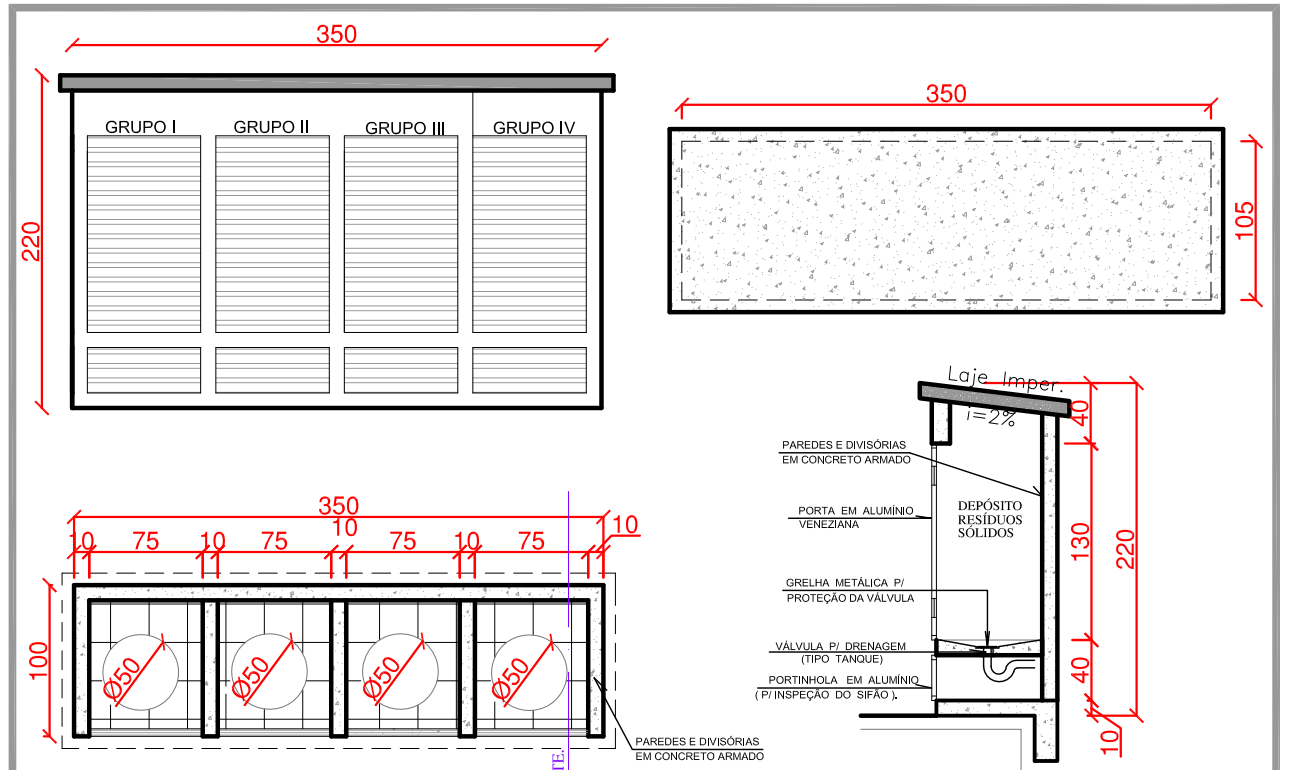 350
220
GRUPO I
GRUPO II
GRUPO III
GRUPO IV
350
105
Laje Imper.
i=2%
40
130
220
40
10
PAREDES E DIVISÓRIAS
EM CONCRETO ARMADO
PORTA EM ALUMÍNIO
VENEZIANA
DEPÓSITO
RESÍDUOS
SÓLIDOS
GRELHA METÁLICA P/
PROTEÇÃO DA VÁLVULA
VÁLVULA P/ DRENAGEM
(TIPO TANQUE)
PORTINHOLA EM ALUMÍNIO
(P/ INSPEÇÃO DO SIFÃO ).
350
10 75 10 75 10 75 10 75 10
100
Ø50 Ø50 Ø50 Ø50
PAREDES E DIVISÓRIAS
EM CONCRETO ARMADO